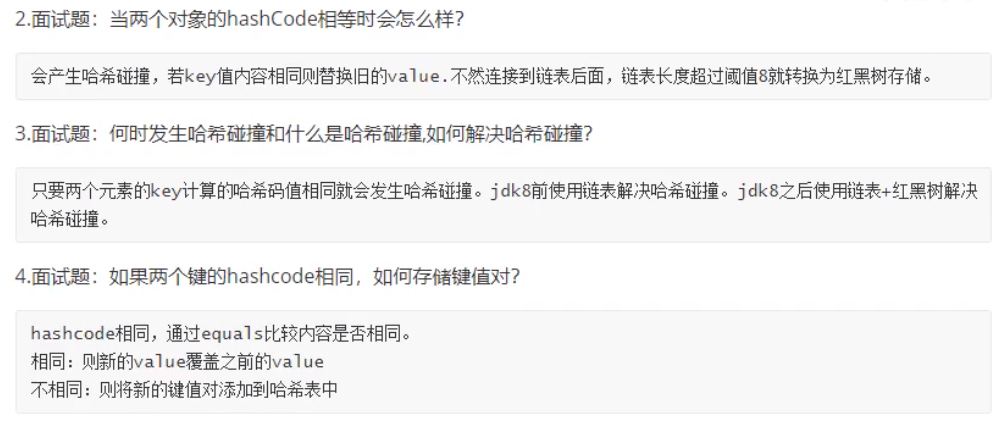 2.面试题：当两个对象的hashCode相等时会怎么样？
会产生哈希碰撞，若key值内容相同则替换旧的value.不然连接到链表后面，链表长度超过阈值8就转换为红黑树存储。
3.面试题：何时发生哈希碰撞和什么是哈希碰撞,如何解决哈希碰撞？
只要两个元素的key计算的哈希码值相同就会发生哈希碰撞。jdk8前使用链表解决哈希碰撞。jdk8之后使用链表+红黑树解决
哈希碰撞。
4.面试题：如果两个键的hashcode相同，如何存储键值对？
hashcode相同，通过equals比较内容是否相同。
相同：则新的value覆盖之前的value
不相同：则将新的键值对添加到哈希表中